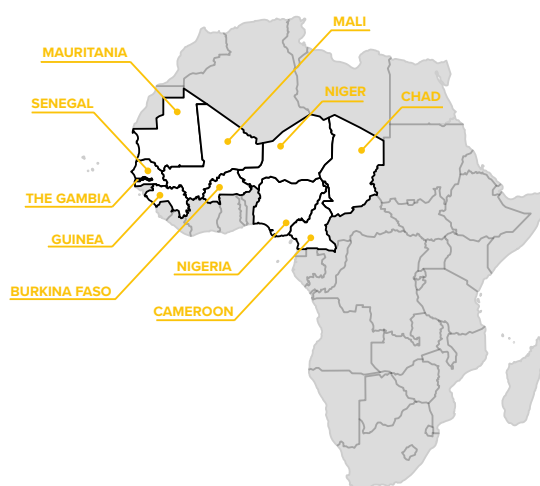 MALI
MAURITANIA
NIGER
CHAD
SENEGAL
THE GAMBIA
GUINEA
NIGERIA
BURKINA FASO
CAMEROON